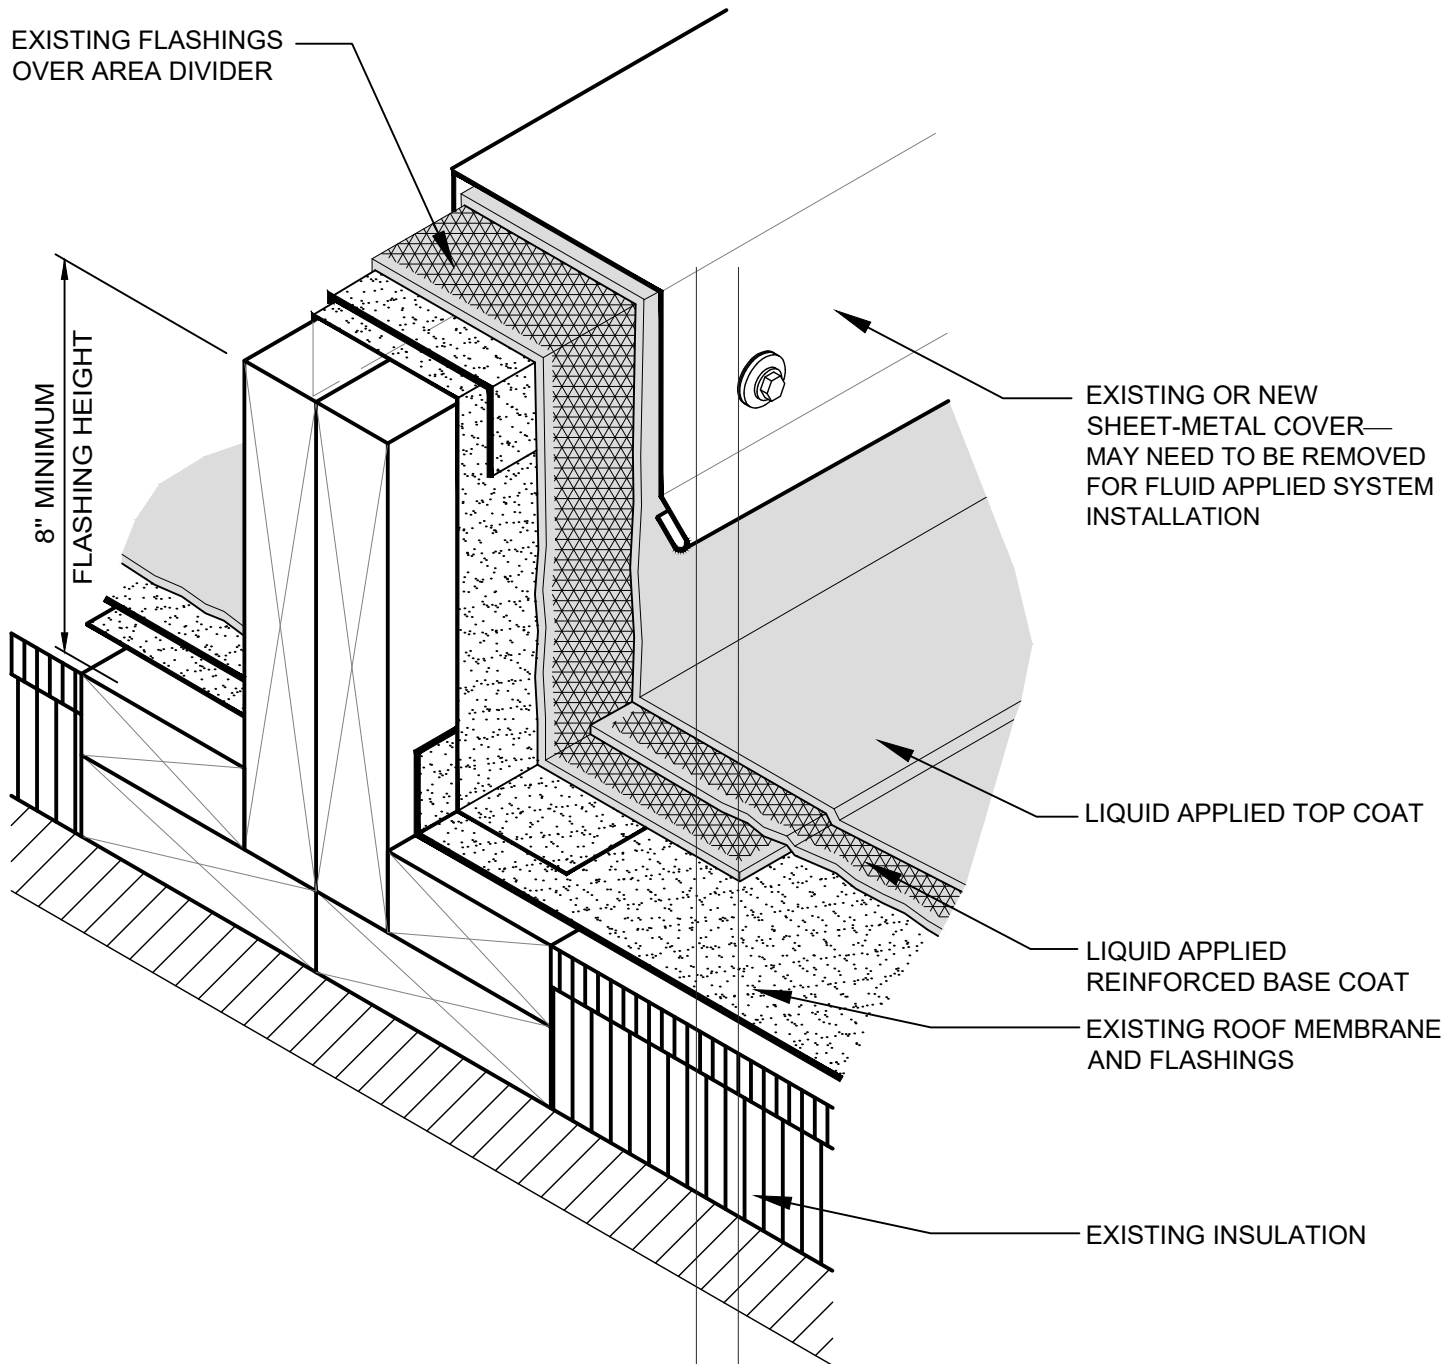 EXISTING FLASHINGS
OVER AREA DIVIDER
8" MINIMUM
FLASHING HEIGHT
EXISTING OR NEW
SHEET-METAL COVER—
MAY NEED TO BE REMOVED
FOR FLUID APPLIED SYSTEM
INSTALLATION
LIQUID APPLIED TOP COAT
LIQUID APPLIED
REINFORCED BASE COAT
EXISTING ROOF MEMBRANE
AND FLASHINGS
EXISTING INSULATION